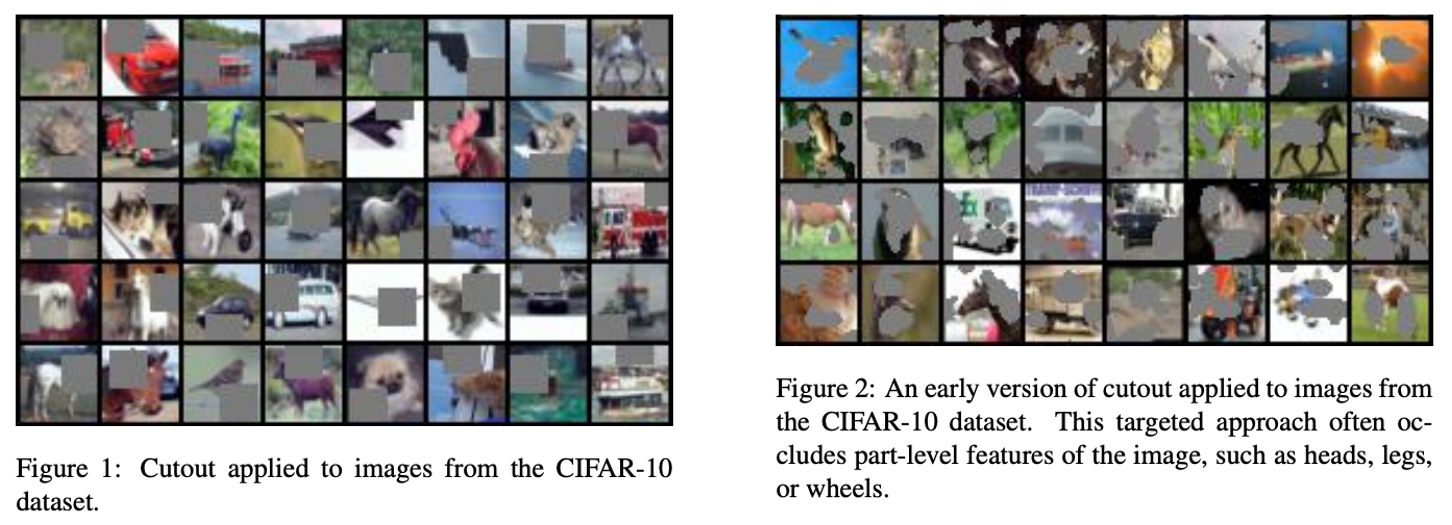 Figure 1: Cutout applied to images from the CIFAR-10
dataset.
Figure 2: An early version of cutout applied to images from
the CIFAR-10 dataset. This targeted approach often oc-
cludes part-level features of the image, such as heads, legs,
or wheels.